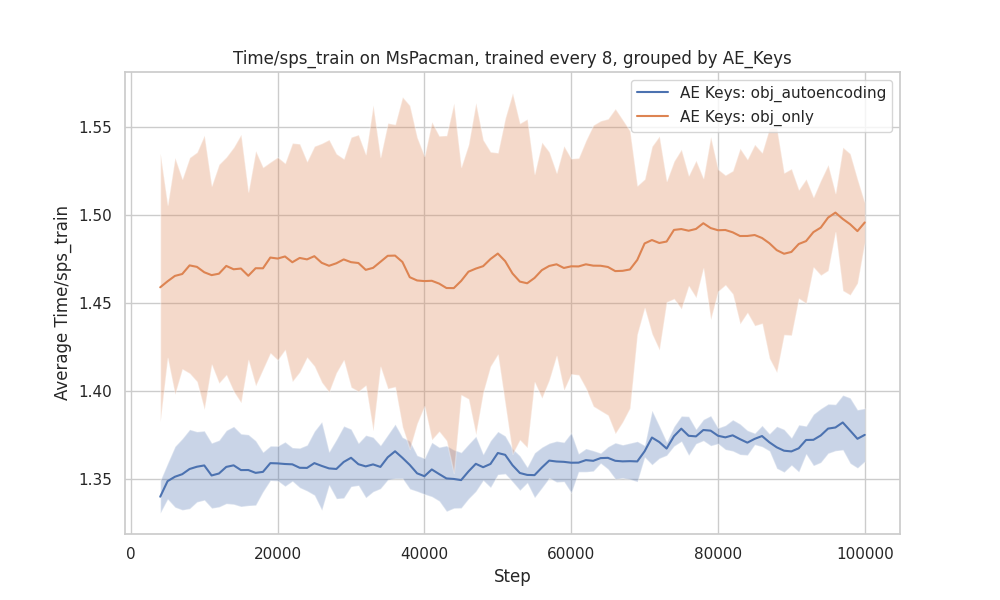 Time/sps_train on MsPacman, trained every 8, grouped by AE_Keys
AE Keys: obj_autoencoding
AE Keys: obj_only
Average Time/sps_train
1.55
1.50
1.45
1.40
1.35
0
20000
40000
60000
80000
100000
Step